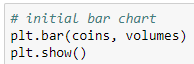 # initial bar chart
plt.bar(coins, volumes)
plt.show()